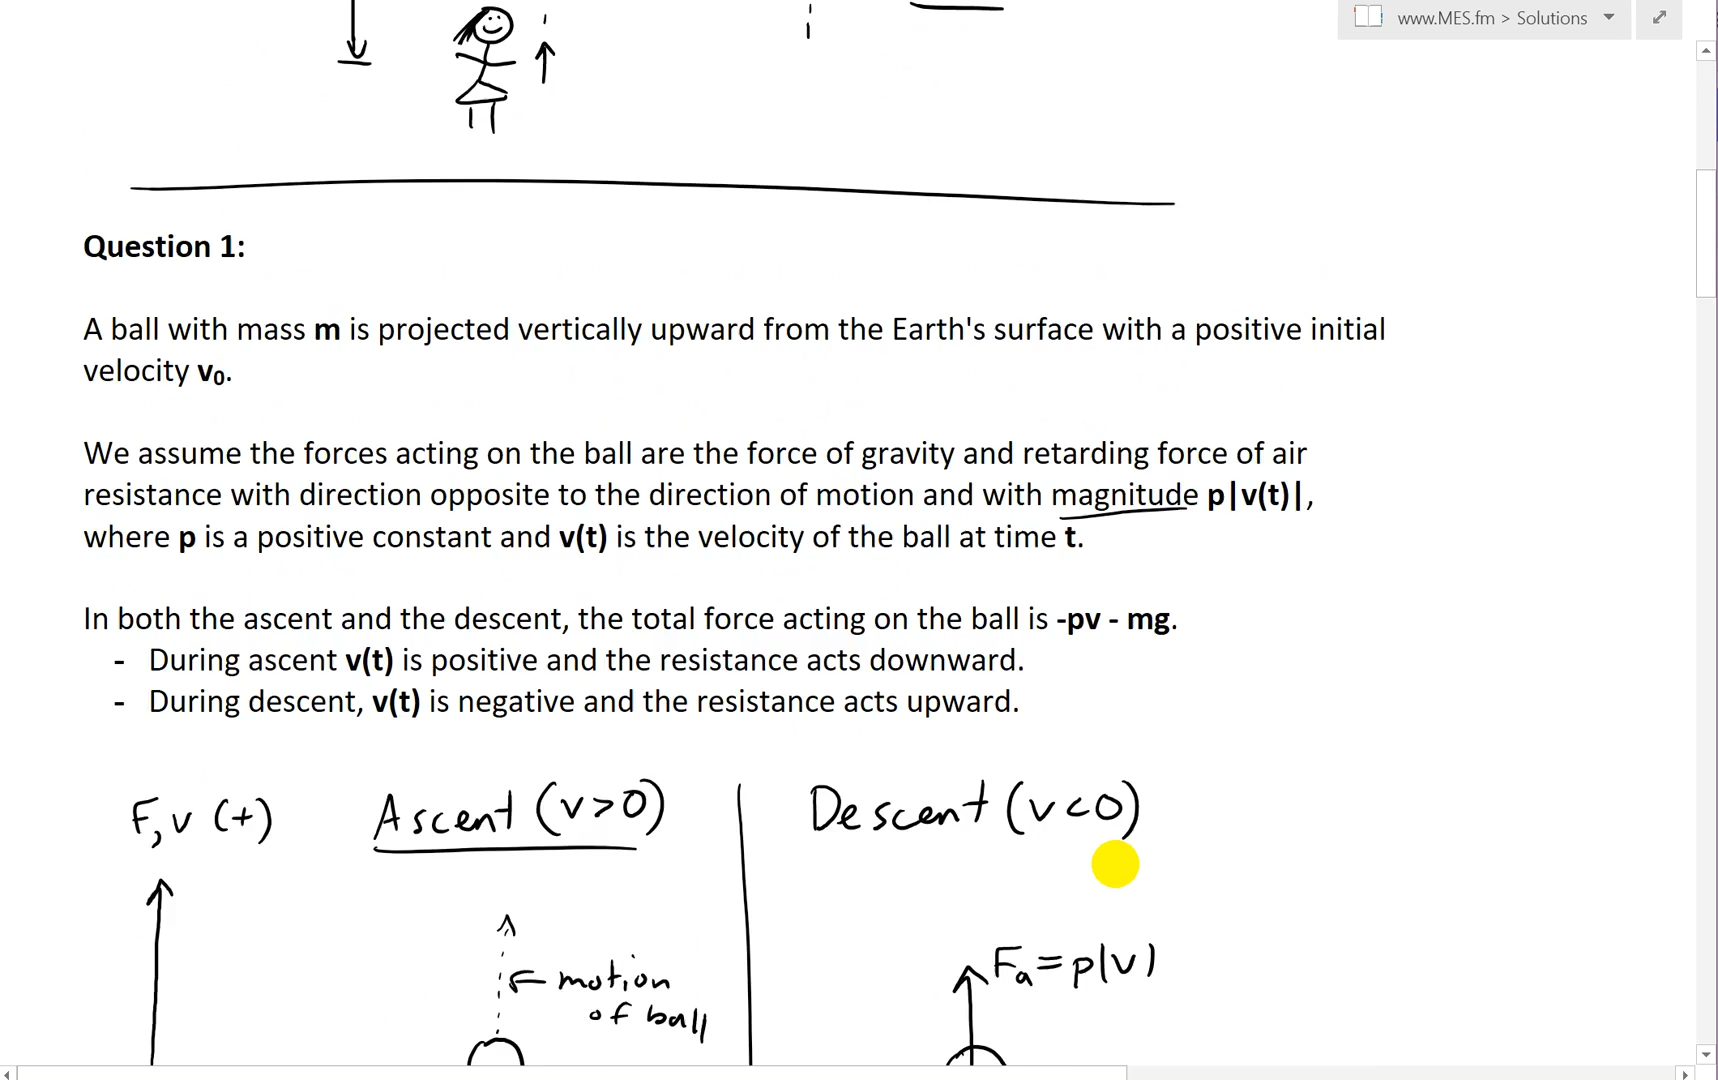 www.MES.fm > Solutions
Question 1:
A ball with mass m is projected vertically upward from the Earth's surface with a positive initial
velocity v₀.
We assume the forces acting on the ball are the force of gravity and retarding force of air
resistance with direction opposite to the direction of motion and with magnitude p|v(t)|,
where p is a positive constant and v(t) is the velocity of the ball at time t.
In both the ascent and the descent, the total force acting on the ball is -pv - mg.
- During ascent v(t) is positive and the resistance acts downward.
- During descent, v(t) is negative and the resistance acts upward.
F, v (+) Ascent (v>0) Descent (v<0)
Fₐ = p|v|
← motion
of ball